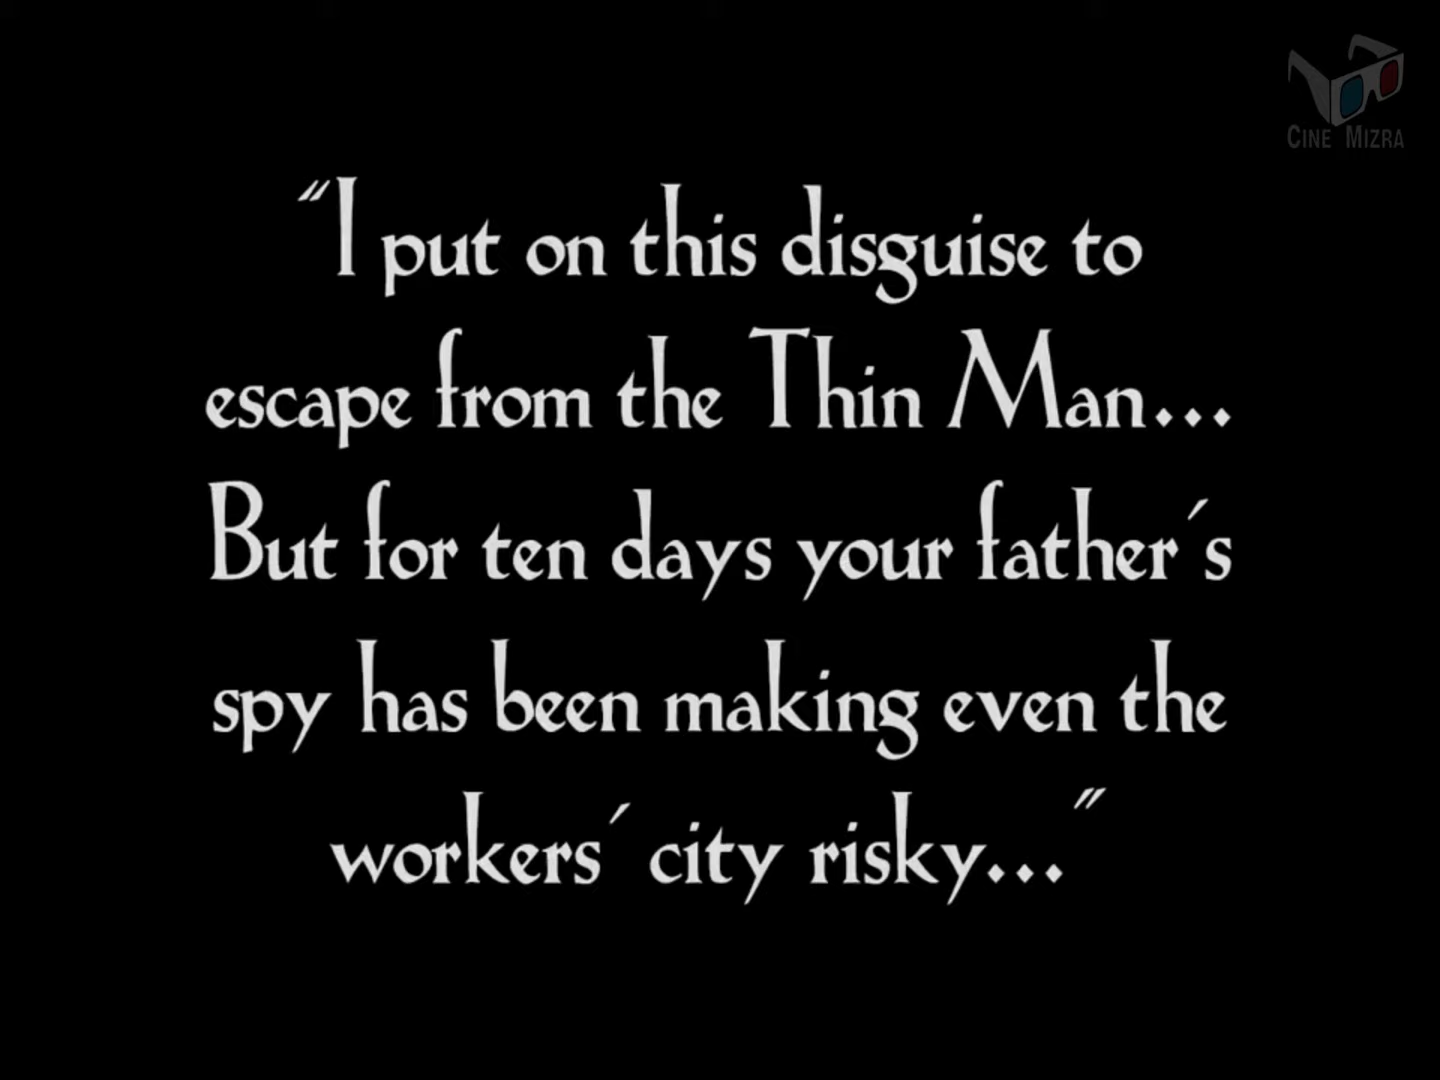 CINE MIZRA
"I put on this disguise to
escape from the Thin Man...
But for ten days your father's
spy has been making even the
workers' city risky..."